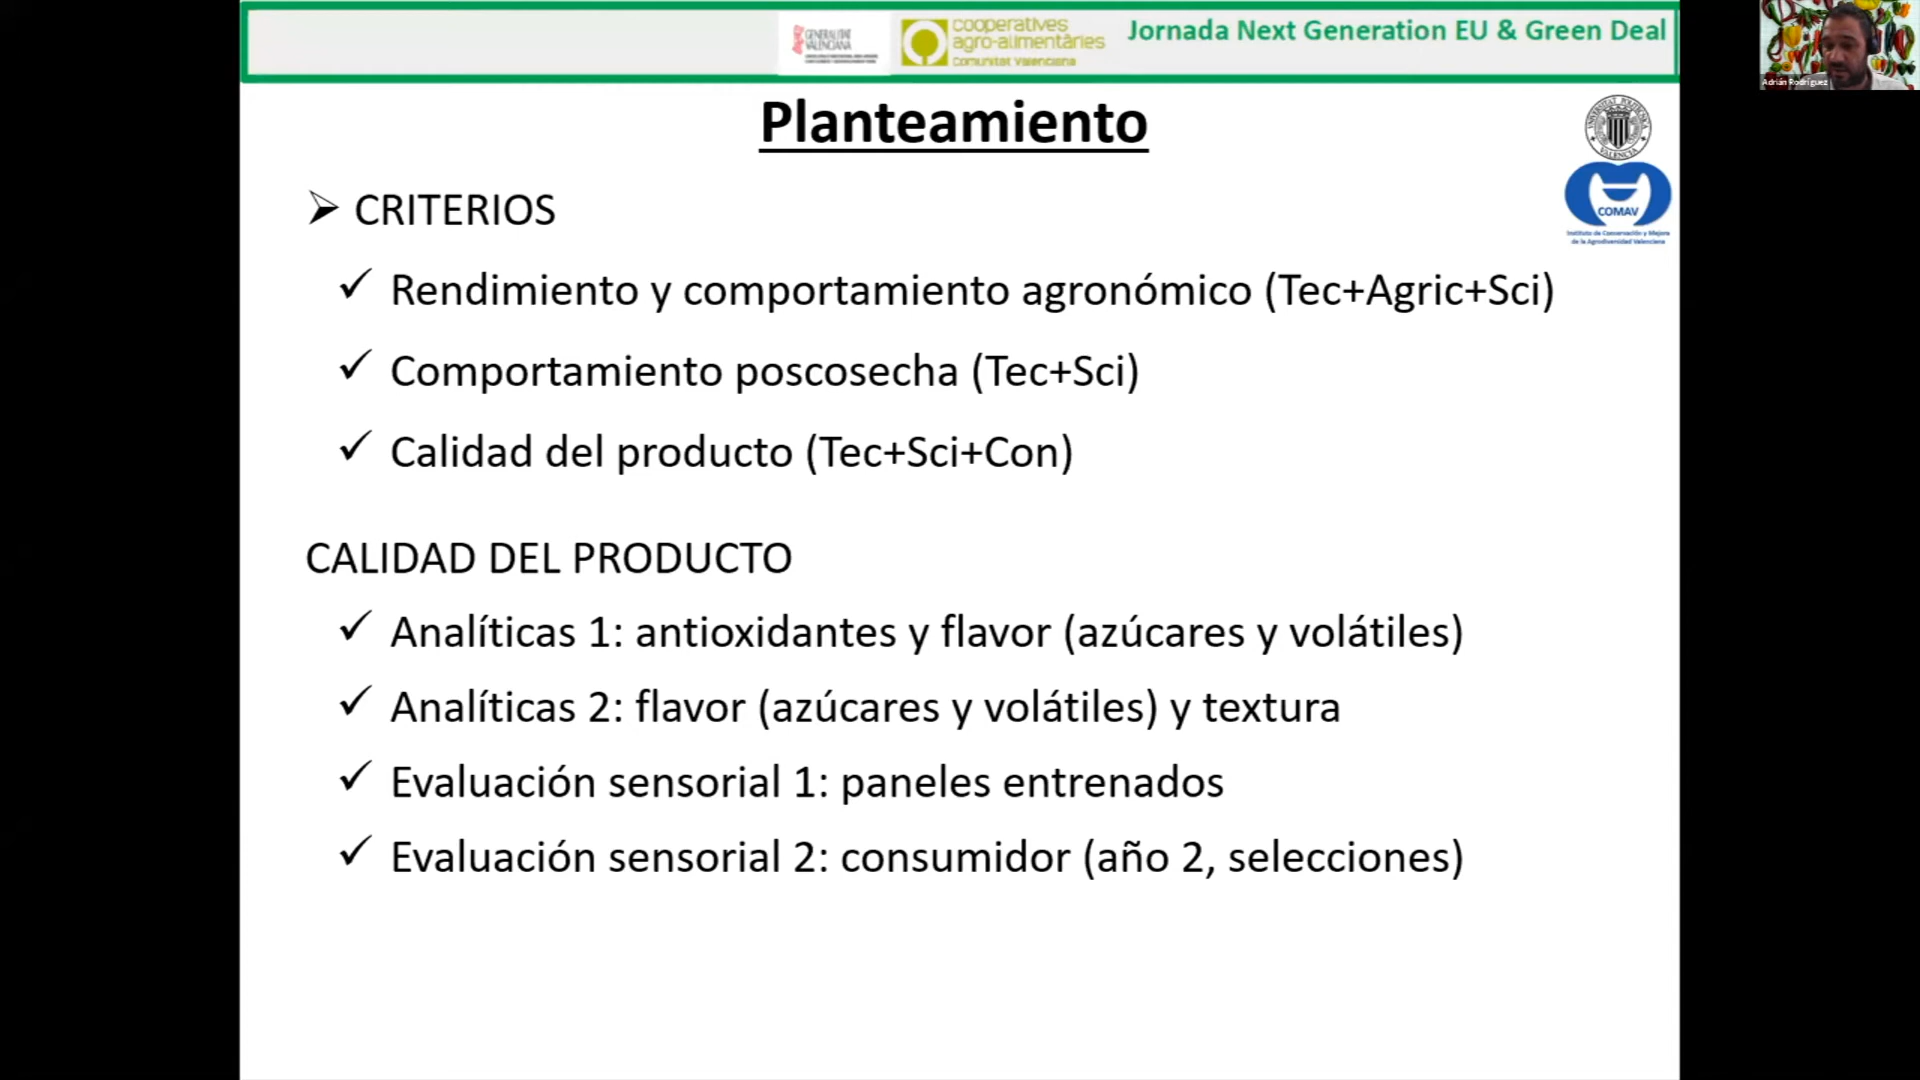 GENERALITAT
VALENCIANA
cooperatives
agro-alimentàries
Comunitat Valenciana
Jornada Next Generation EU & Green Deal
Adrián Rodríguez
Planteamiento
UNIVERSITAT POLITÈCNICA
VALENCIA
COMAV
Instituto de Conservación y Mejora
de la Agrodiversidad Valenciana
➢ CRITERIOS
✓ Rendimiento y comportamiento agronómico (Tec+Agric+Sci)
✓ Comportamiento poscosecha (Tec+Sci)
✓ Calidad del producto (Tec+Sci+Con)
CALIDAD DEL PRODUCTO
✓ Analíticas 1: antioxidantes y flavor (azúcares y volátiles)
✓ Analíticas 2: flavor (azúcares y volátiles) y textura
✓ Evaluación sensorial 1: paneles entrenados
✓ Evaluación sensorial 2: consumidor (año 2, selecciones)